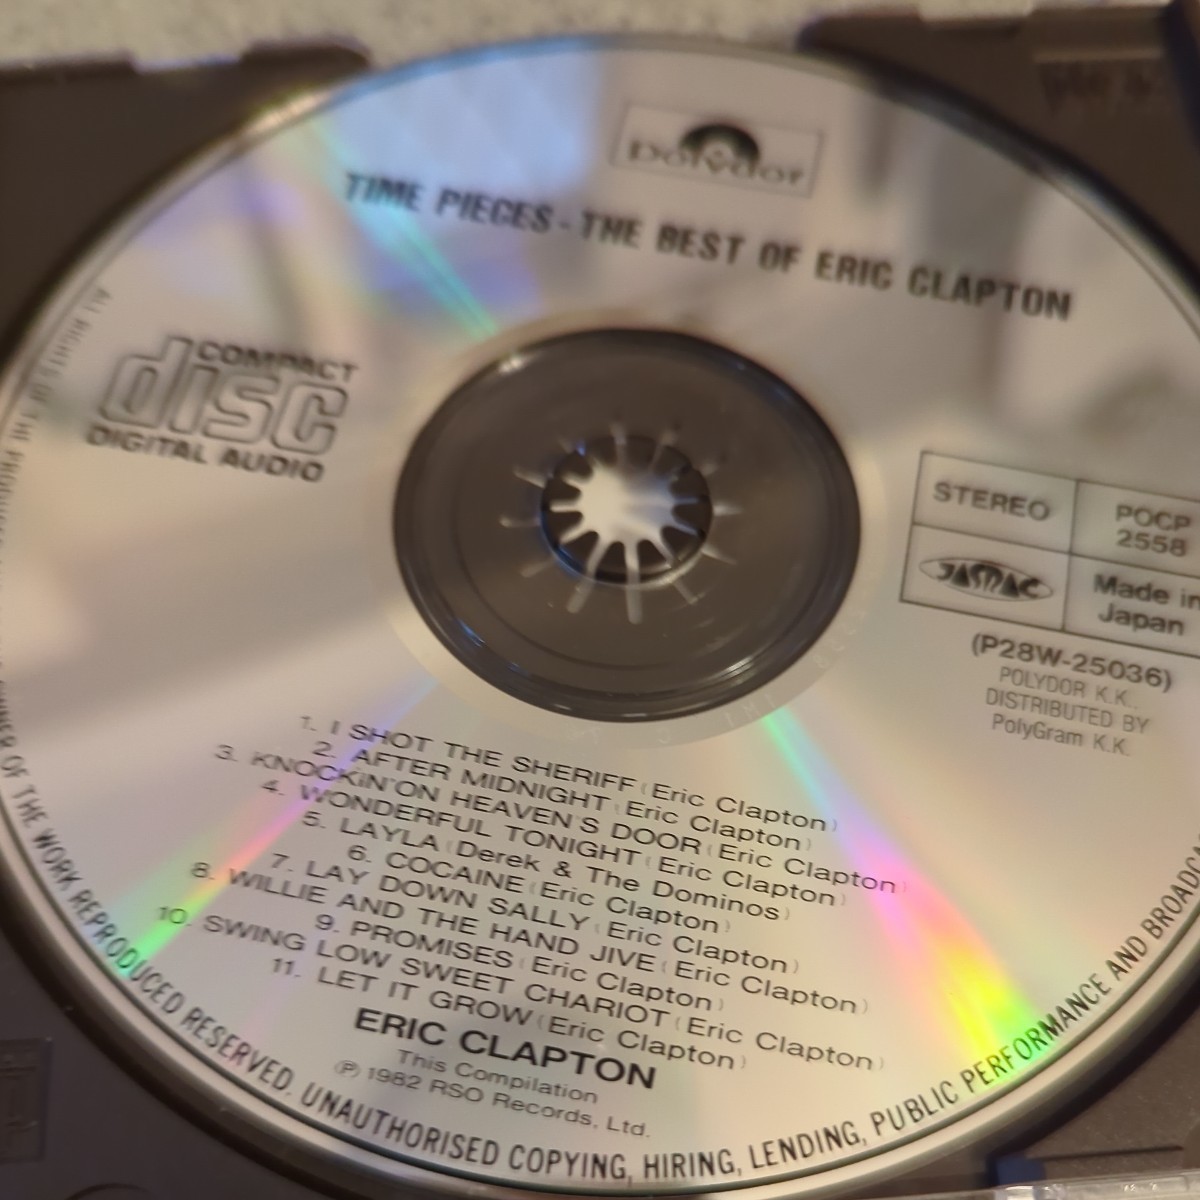 polydor
TIME PIECES - THE BEST OF ERIC CLAPTON
COMPACT
disc
DIGITAL AUDIO
STEREO
POCP
2558
JASRAC
Made in
Japan
(P28W-25036)
POLYDOR K.K.
DISTRIBUTED BY
PolyGram K.K.
1. I SHOT THE SHERIFF (Eric Clapton)
2. AFTER MIDNIGHT (Eric Clapton)
3. KNOCKiN'ON HEAVEN'S DOOR (Eric Clapton)
4. WONDERFUL TONIGHT (Eric Clapton)
5. LAYLA (Derek & The Dominos)
6. COCAINE (Eric Clapton)
7. LAY DOWN SALLY (Eric Clapton)
8. WILLIE AND THE HAND JIVE (Eric Clapton)
9. PROMISES (Eric Clapton)
10. SWING LOW SWEET CHARIOT (Eric Clapton)
11. LET IT GROW (Eric Clapton)
ERIC CLAPTON
This Compilation
℗ 1982 RSO Records, Ltd.
ALL RIGHTS OF THE OWNER OF THE WORK REPRODUCED RESERVED. UNAUTHORISED COPYING, HIRING, LENDING, PUBLIC PERFORMANCE AND